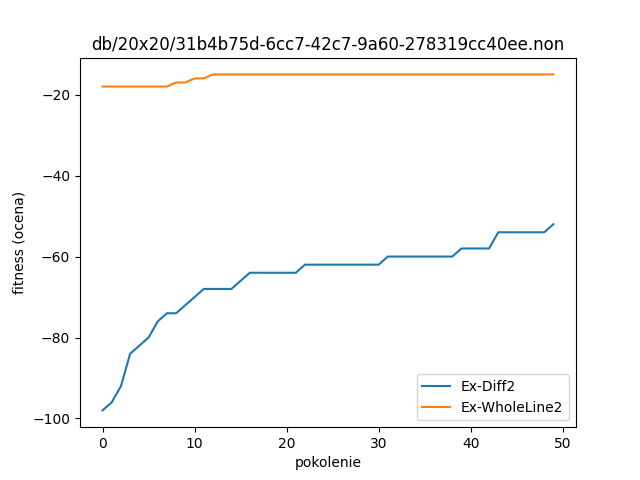 db/20x20/31b4b75d-6cc7-42c7-9a60-278319cc40ee.non
fitness (ocena)
−20
−40
−60
−80
−100
0 10 20 30 40 50
pokolenie
Ex-Diff2
Ex-WholeLine2